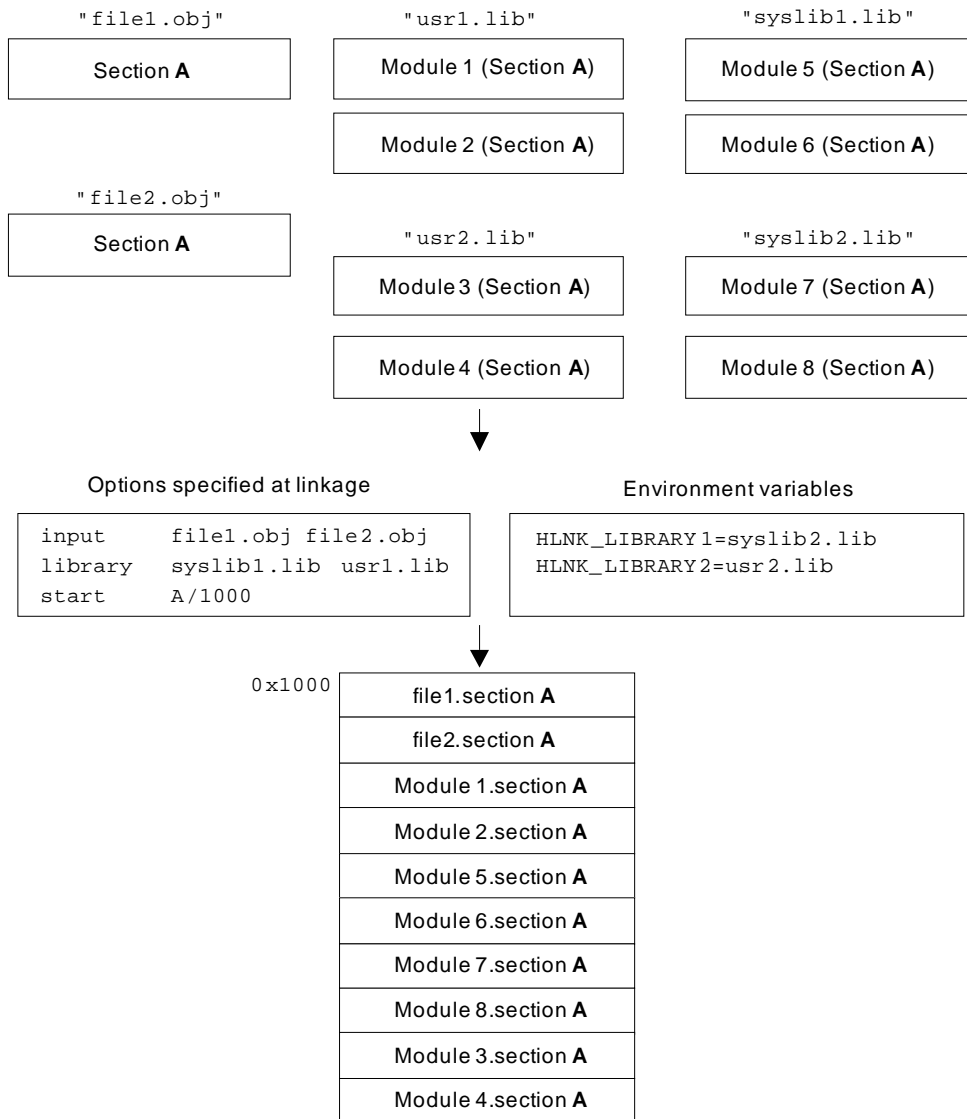 "file1.obj"
Section A
"file2.obj"
Section A
"usr1.lib"
Module 1 (Section A)
Module 2 (Section A)
"usr2.lib"
Module 3 (Section A)
Module 4 (Section A)
"syslib1.lib"
Module 5 (Section A)
Module 6 (Section A)
"syslib2.lib"
Module 7 (Section A)
Module 8 (Section A)
Options specified at linkage
input file1.obj file2.obj
library syslib1.lib usr1.lib
start A/1000
Environment variables
HLNK_LIBRARY1=syslib2.lib
HLNK_LIBRARY2=usr2.lib
0x1000
file1.section A
file2.section A
Module 1.section A
Module 2.section A
Module 5.section A
Module 6.section A
Module 7.section A
Module 8.section A
Module 3.section A
Module 4.section A